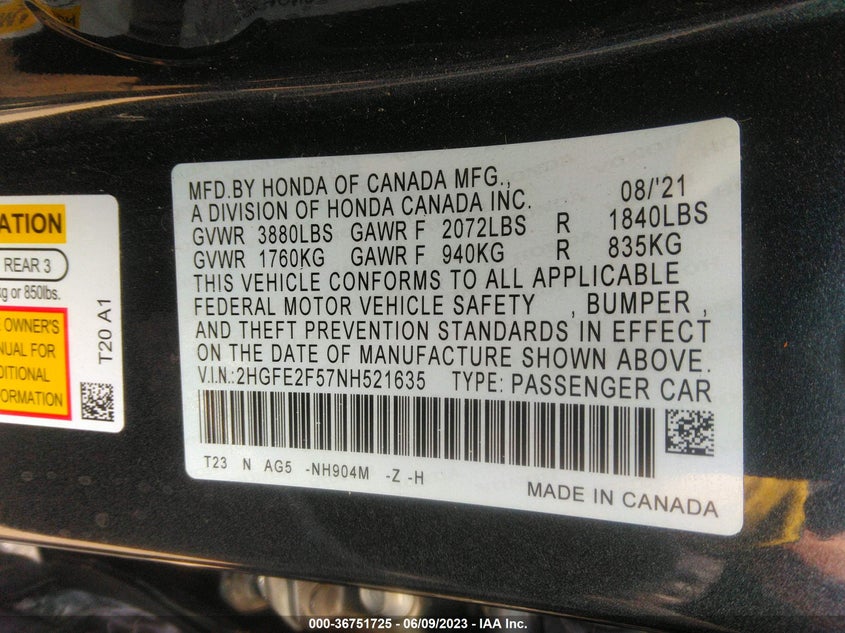 ATION
REAR 3
kg or 850lbs.
OWNER'S
FOR
T20 A1
MFD.BY HONDA OF CANADA MFG.,
A DIVISION OF HONDA CANADA INC. 08/'21
GVWR 3880LBS GAWR F 2072LBS R 1840LBS
GVWR 1760KG GAWR F 940KG R 835KG
THIS VEHICLE CONFORMS TO ALL APPLICABLE
FEDERAL MOTOR VEHICLE SAFETY , BUMPER ,
AND THEFT PREVENTION STANDARDS IN EFFECT
ON THE DATE OF MANUFACTURE SHOWN ABOVE.
V.I.N.:2HGFE2F57NH521635 TYPE: PASSENGER CAR
T23 N AG5 -NH904M -Z -H
MADE IN CANADA
000-36751725 - 06/09/2023 - IAA Inc.